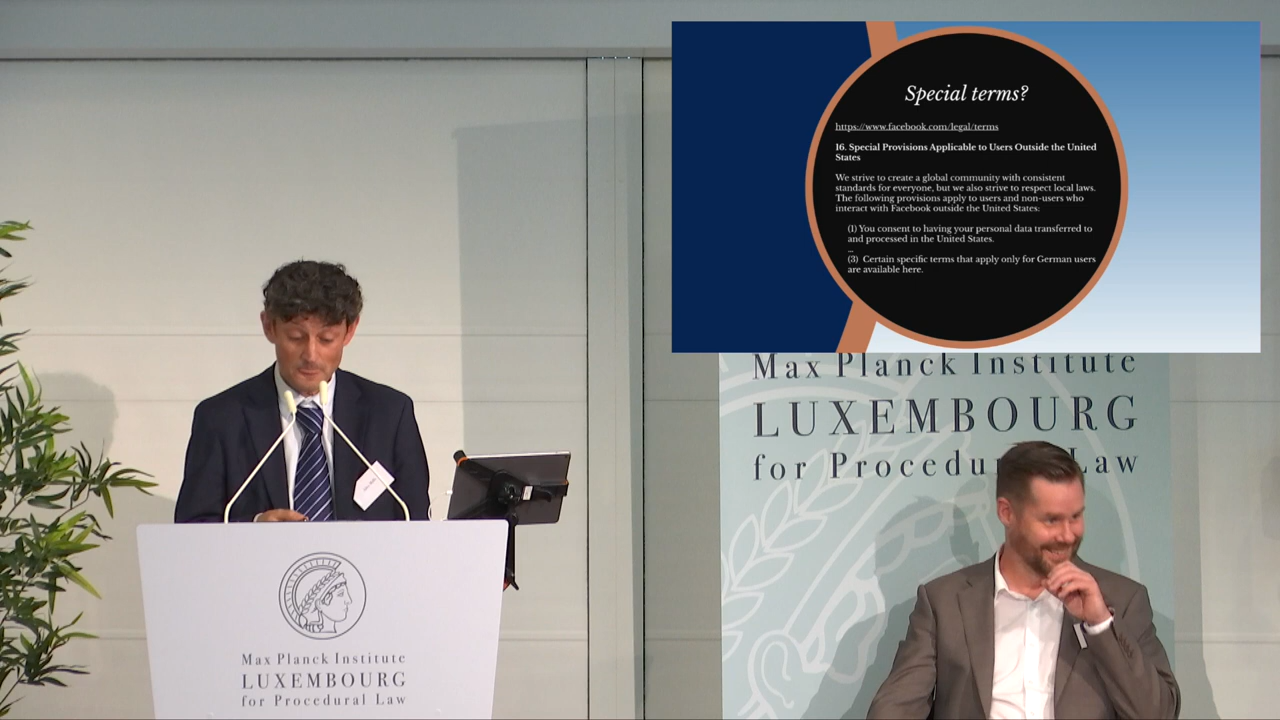 Special terms?
https://www.facebook.com/legal/terms
16. Special Provisions Applicable to Users Outside the United
States
We strive to create a global community with consistent
standards for everyone, but we also strive to respect local laws.
The following provisions apply to users and non-users who
interact with Facebook outside the United States:
(1) You consent to having your personal data transferred to
and processed in the United States.
...
(3) Certain specific terms that apply only for German users
are available here.
Max Planck Institute
LUXEMBOURG
for Procedu Law
Max Planck Institute
LUXEMBOURG
for Procedural Law